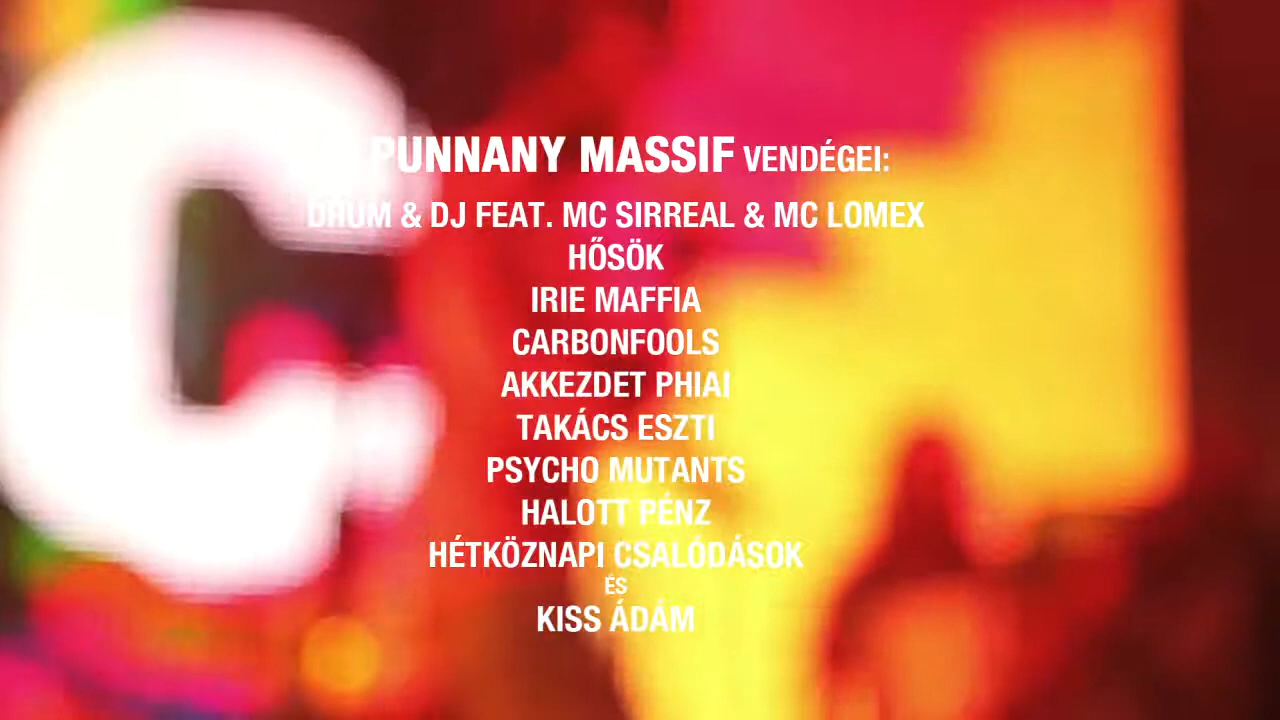 PUNNANY MASSIF VENDÉGEI:
DRUM & DJ FEAT. MC SIRREAL & MC LOMEX
HŐSÖK
IRIE MAFFIA
CARBONFOOLS
AKKEZDET PHIAI
TAKÁCS ESZTI
PSYCHO MUTANTS
HALOTT PÉNZ
HÉTKÖZNAPI CSALÓDÁSOK
ÉS
KISS ÁDÁM